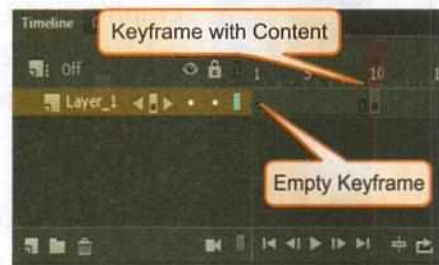 Timeline
Keyframe with Content
Off
1 5 10
Layer_1
Empty Keyframe